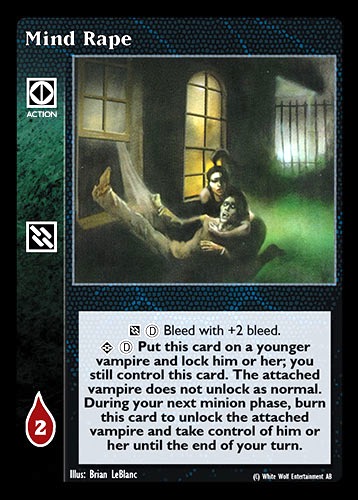 Mind Rape
ACTION
D Bleed with +2 bleed.
D Put this card on a younger
vampire and lock him or her; you
still control this card. The attached
vampire does not unlock as normal.
During your next minion phase, burn
this card to unlock the attached
vampire and take control of him or
her until the end of your turn.
2
Illus: Brian LeBlanc
(C) White Wolf Entertainment AB